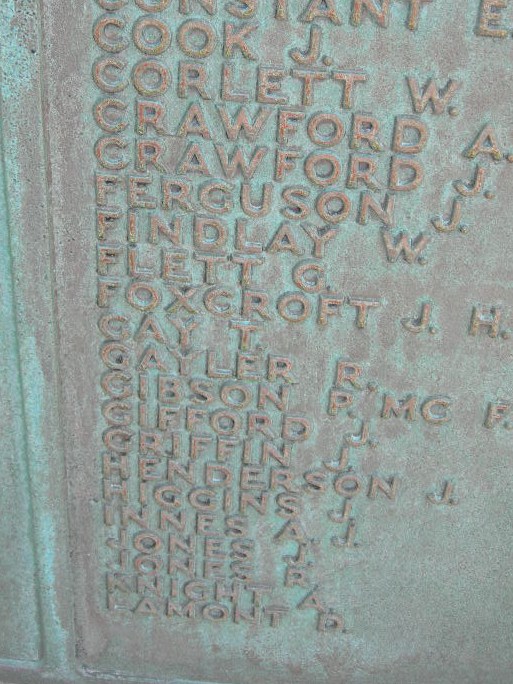 CONSTANT E.
COOK J.
CORLETT W.
CRAWFORD A.
CRAWFORD J.
FERGUSON J.
FINDLAY W.
FLETT G.
FOXCROFT J. H.
GAY T.
GAYLER R.
GIBSON P. MC F.
GIFFORD J.
GRIFFIN J.
HENDERSON J.
HIGGINS J.
INNES A. J.
JONES J.
JONES R.
KNIGHT A.
LAMONT D.